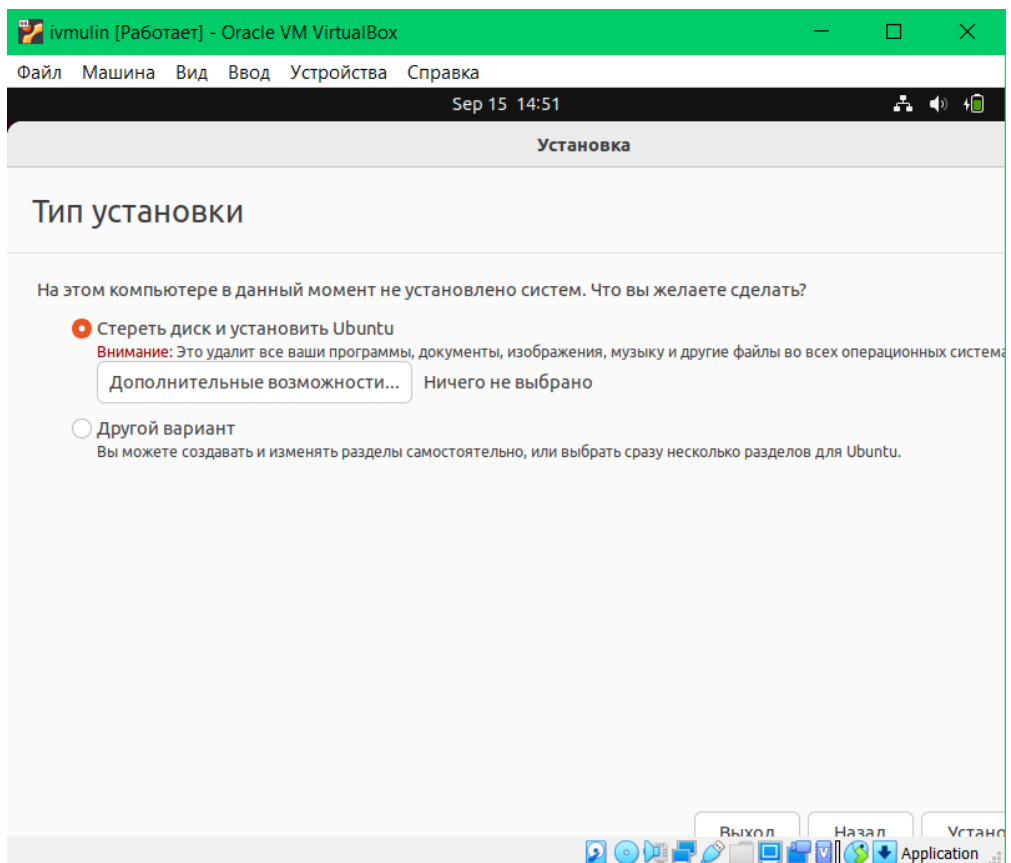 ivmulin [Работает] - Oracle VM VirtualBox
Файл Машина Вид Ввод Устройства Справка
Sep 15 14:51
Установка
Тип установки
На этом компьютере в данный момент не установлено систем. Что вы желаете сделать?
Стереть диск и установить Ubuntu
Внимание: Это удалит все ваши программы, документы, изображения, музыку и другие файлы во всех операционных система
Дополнительные возможности... Ничего не выбрано
Другой вариант
Вы можете создавать и изменять разделы самостоятельно, или выбрать сразу несколько разделов для Ubuntu.
Выход Назад Устано
Application